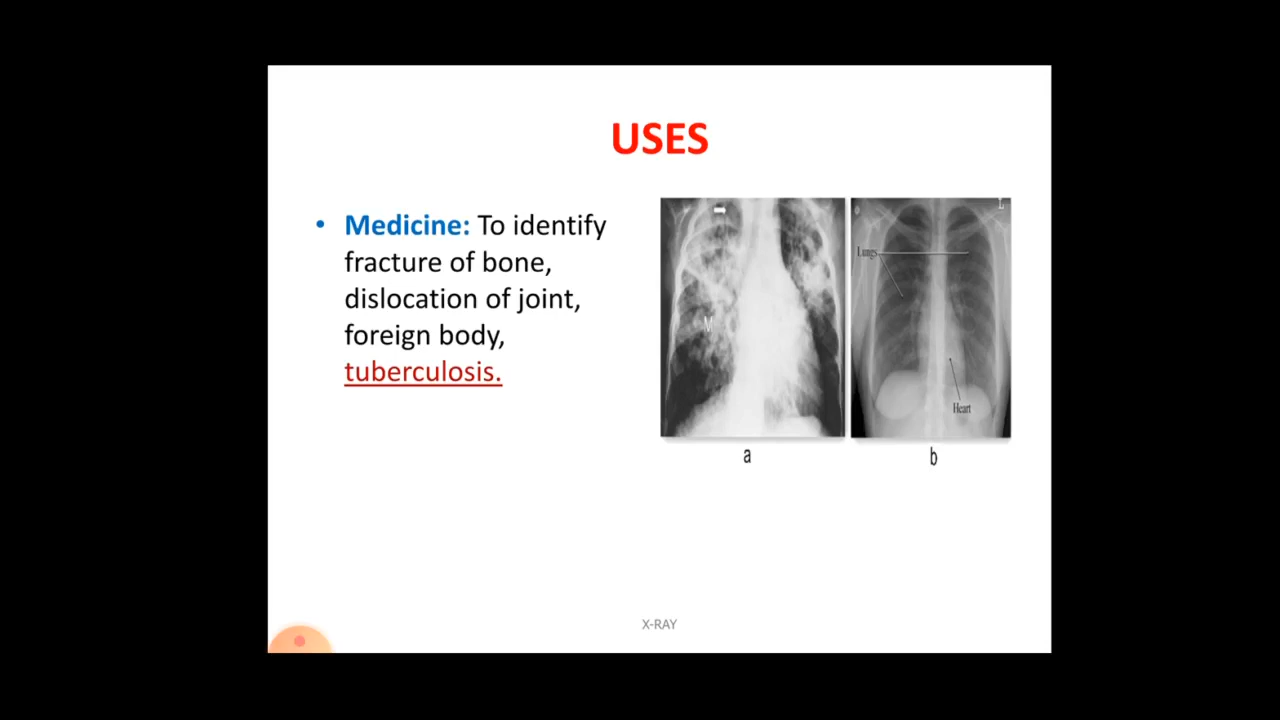 USES
• Medicine: To identify
fracture of bone,
dislocation of joint,
foreign body,
tuberculosis.
M
a
L
Lungs
Heart
b
X-RAY